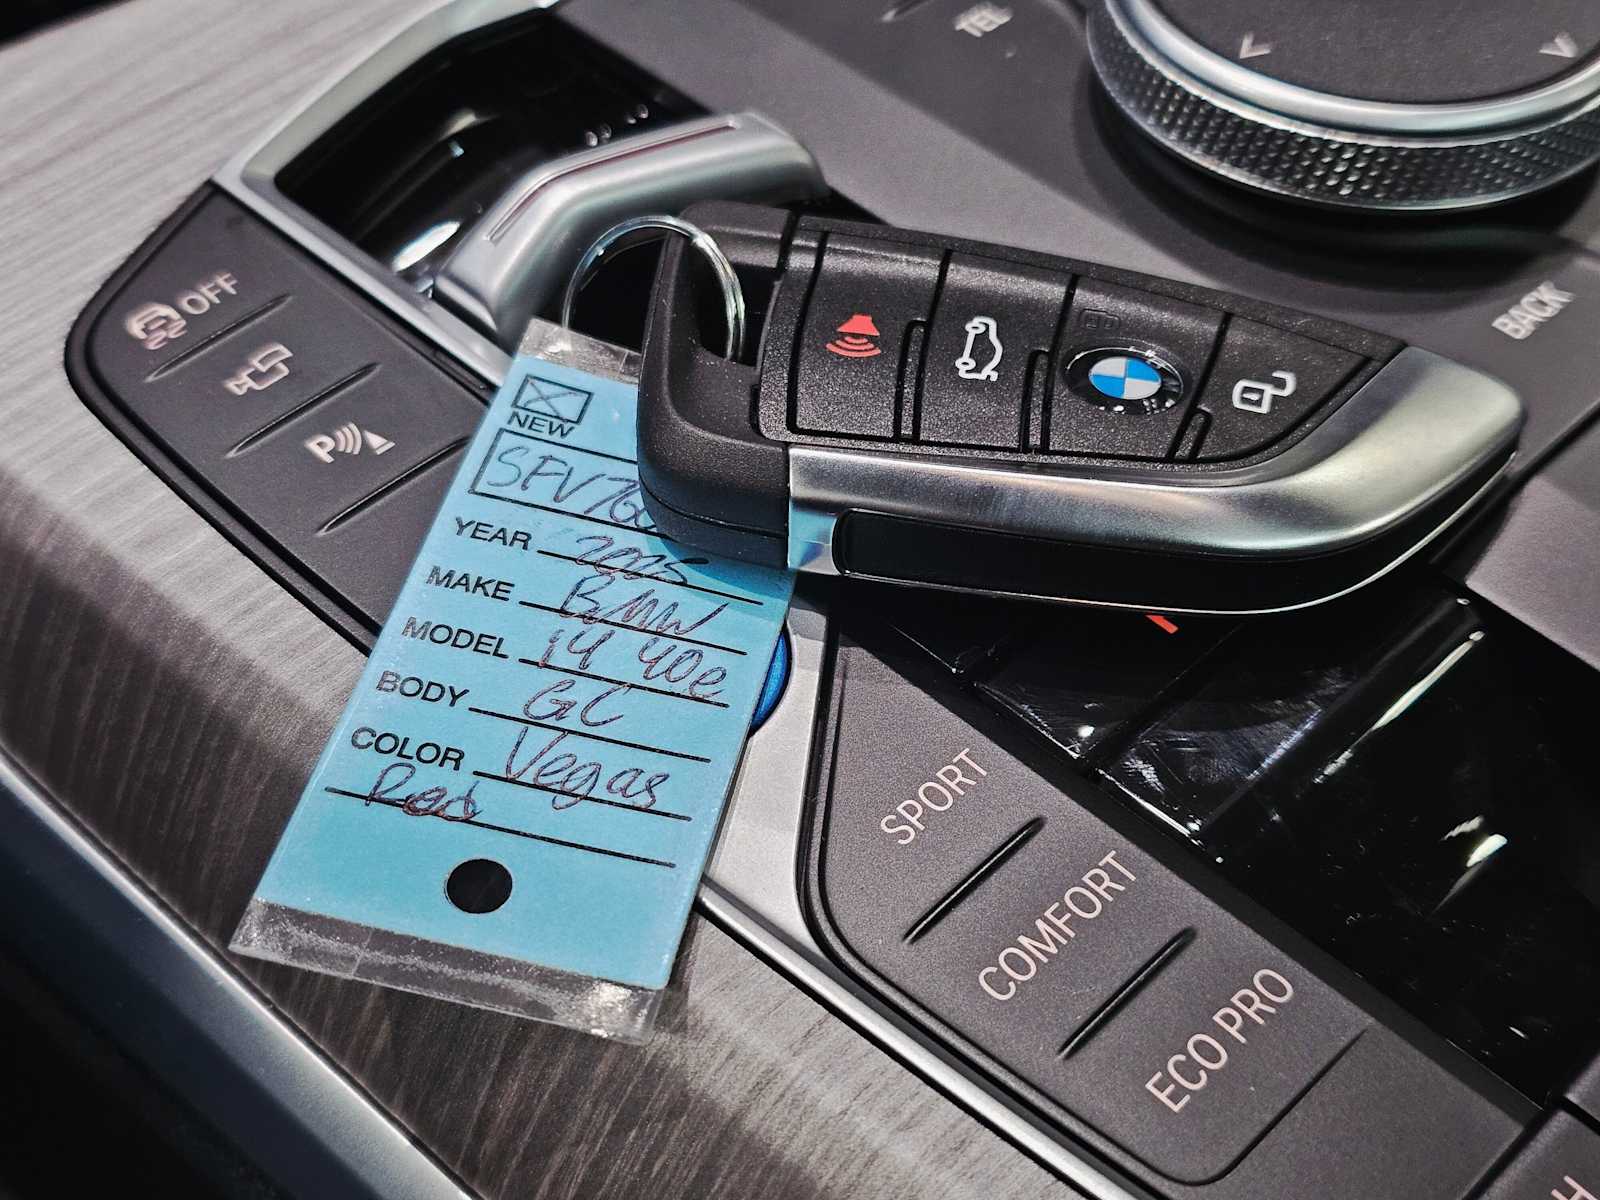 TEL
OFF
BACK
P
NEW
YEAR 2025
MAKE BMW
MODEL i4 40e
BODY GC
COLOR Vegas
Red
SPORT
COMFORT
ECO PRO